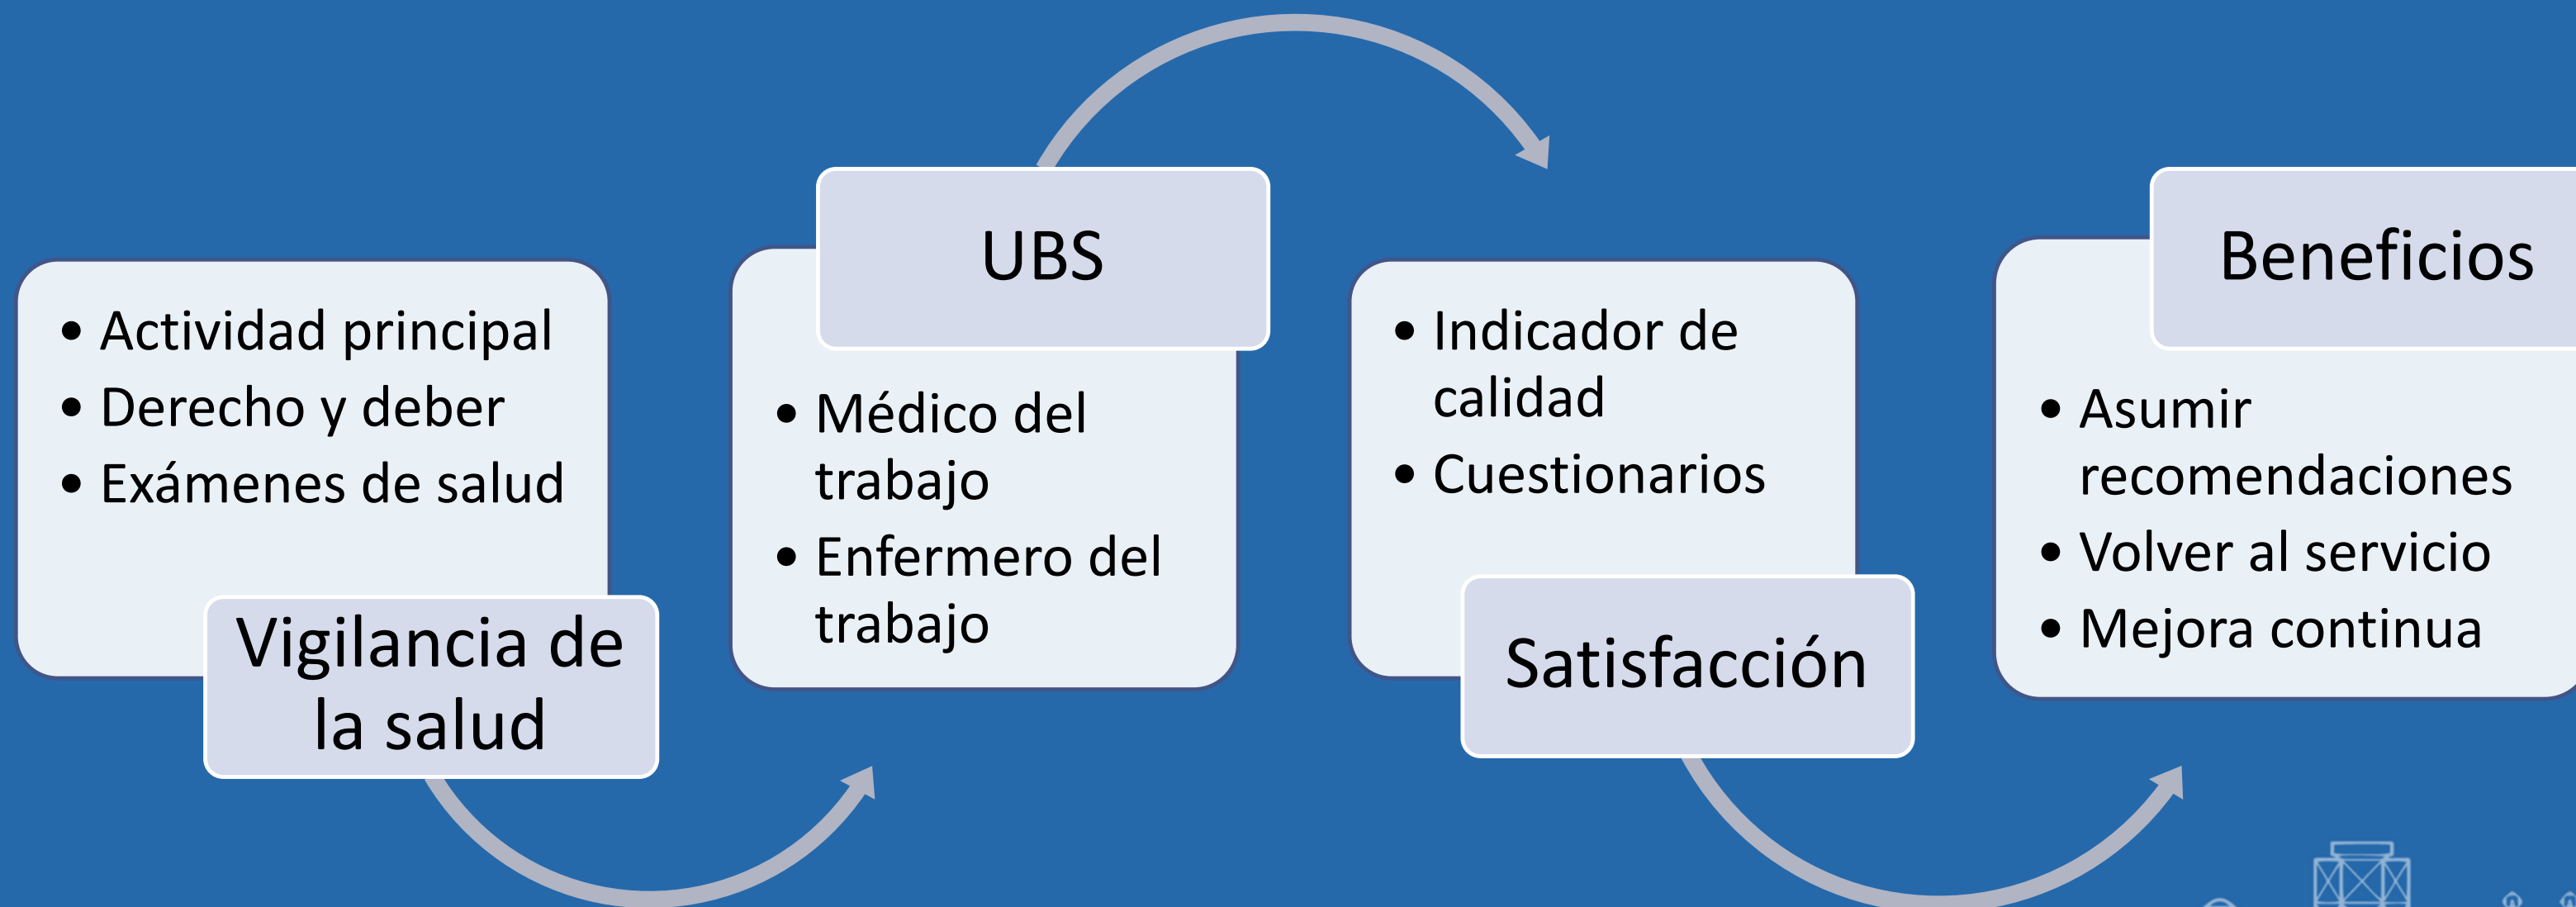 • Actividad principal
• Derecho y deber
• Exámenes de salud
Vigilancia de
la salud
UBS
• Médico del
trabajo
• Enfermero del
trabajo
• Indicador de
calidad
• Cuestionarios
Satisfacción
Beneficios
• Asumir
recomendaciones
• Volver al servicio
• Mejora continua